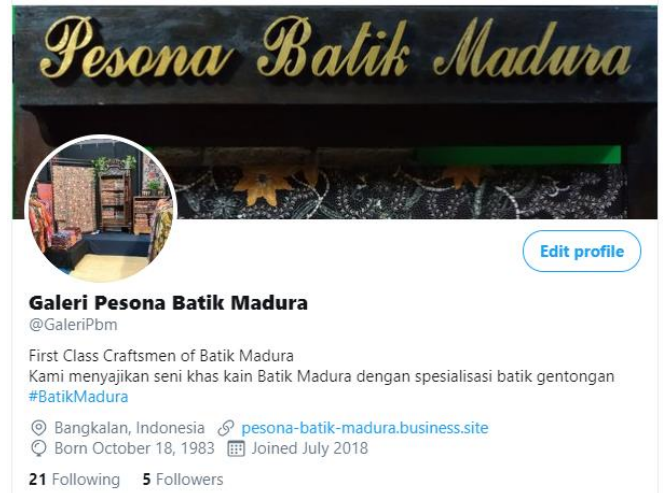 Pesona Batik Madura
Edit profile
Galeri Pesona Batik Madura
@GaleriPbm
First Class Craftsmen of Batik Madura
Kami menyajikan seni khas kain Batik Madura dengan spesialisasi batik gentongan
#BatikMadura
Bangkalan, Indonesia pesona-batik-madura.business.site
Born October 18, 1983 Joined July 2018
21 Following 5 Followers